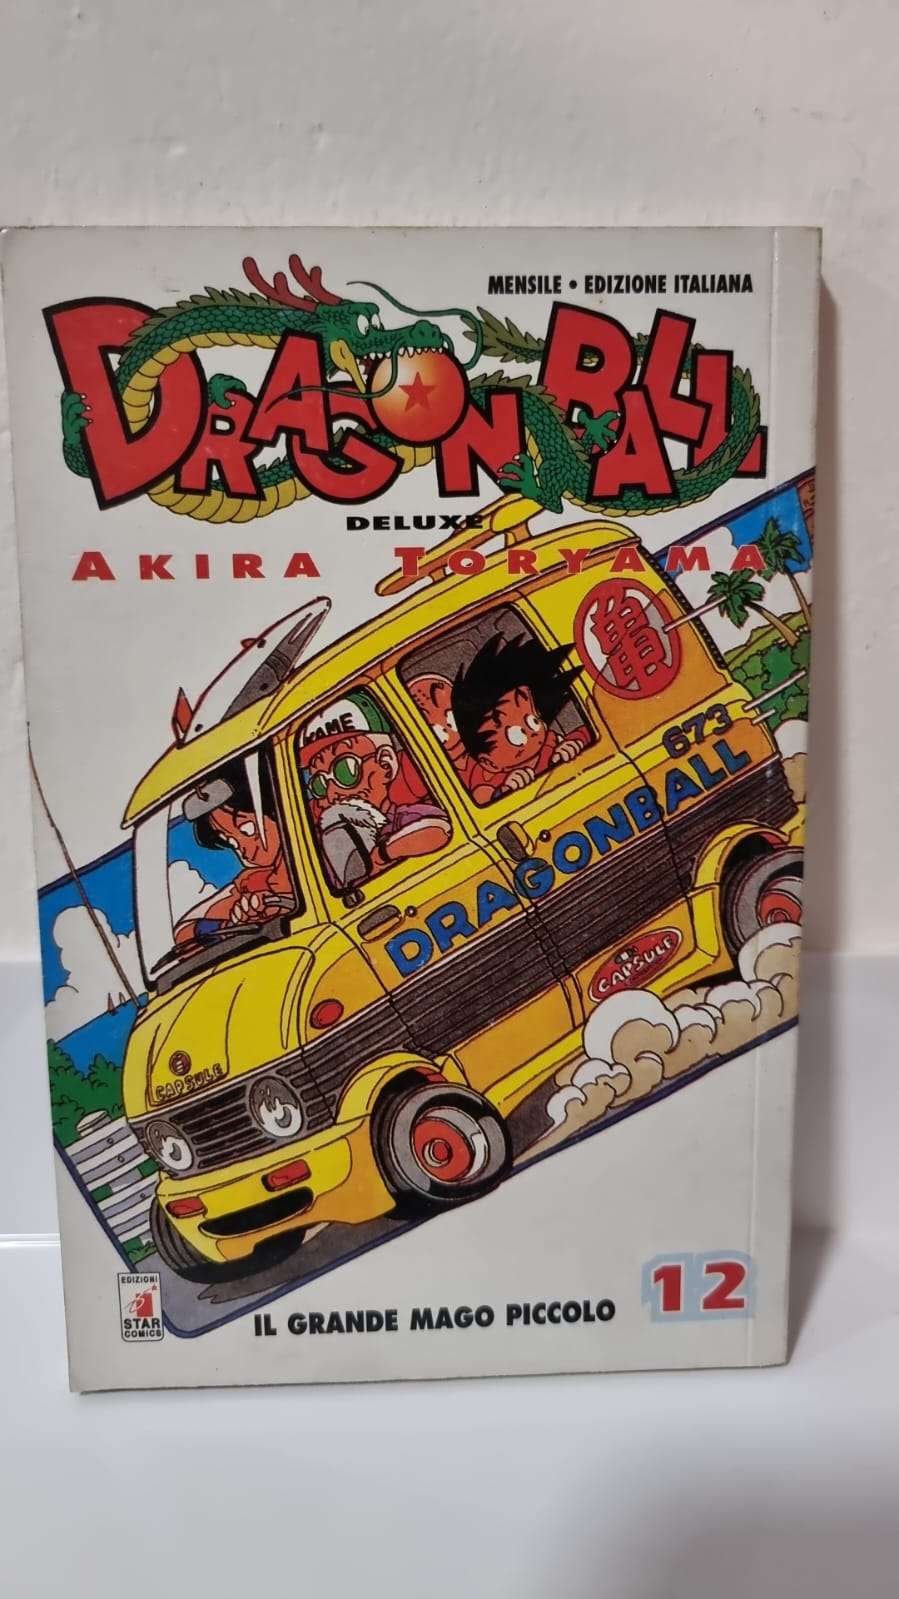 MENSILE • EDIZIONE ITALIANA
DRAGON BALL
DELUXE
AKIRA TORYAMA
亀
KAME
673
DRAGONBALL
CAPSULE
CAPSULE
EDIZIONI
STAR
COMICS
IL GRANDE MAGO PICCOLO
12